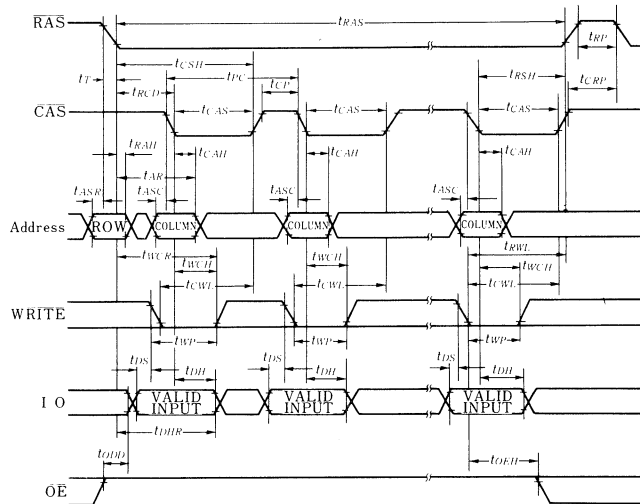 RAS
tRAS
tRP
tCSH
tPC
tRSH
tT
tRCD
tCP
tCRP
CAS
tCAS
tCAS
tCAS
tRAH
tCAH
tCAH
tCAH
tAR
tASR
tASC
tASC
tASC
Address
ROW
COLUMN
COLUMN
COLUMN
tWCR
tRWL
tWCH
tWCH
tWCH
tCWL
tCWL
tCWL
WRITE
tWP
tWP
tWP
tDS
tDH
tDS
tDH
tDS
tDH
I O
VALID INPUT
VALID INPUT
VALID INPUT
tDHR
tODD
tOEH
OE